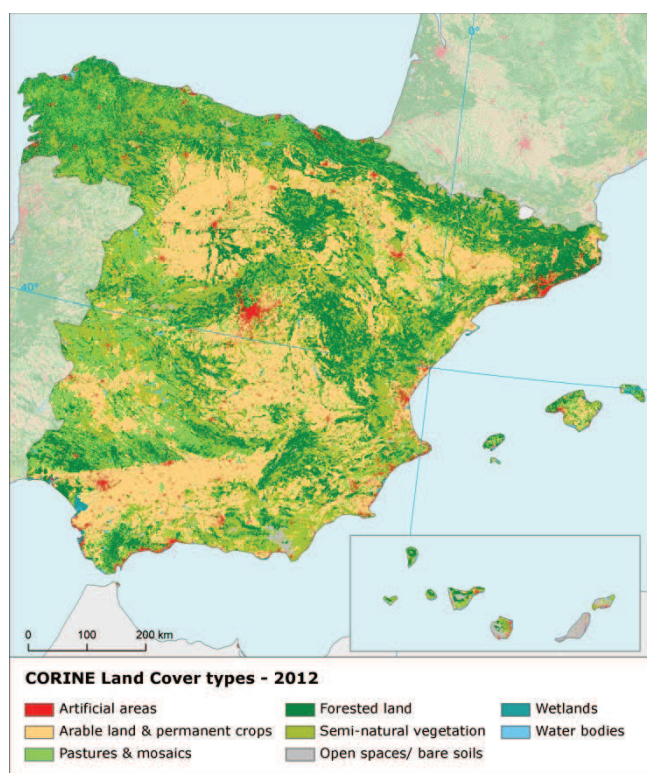 0°
40°
0 100 200 km
CORINE Land Cover types - 2012
Artificial areas
Forested land
Wetlands
Arable land & permanent crops
Semi-natural vegetation
Water bodies
Pastures & mosaics
Open spaces/ bare soils